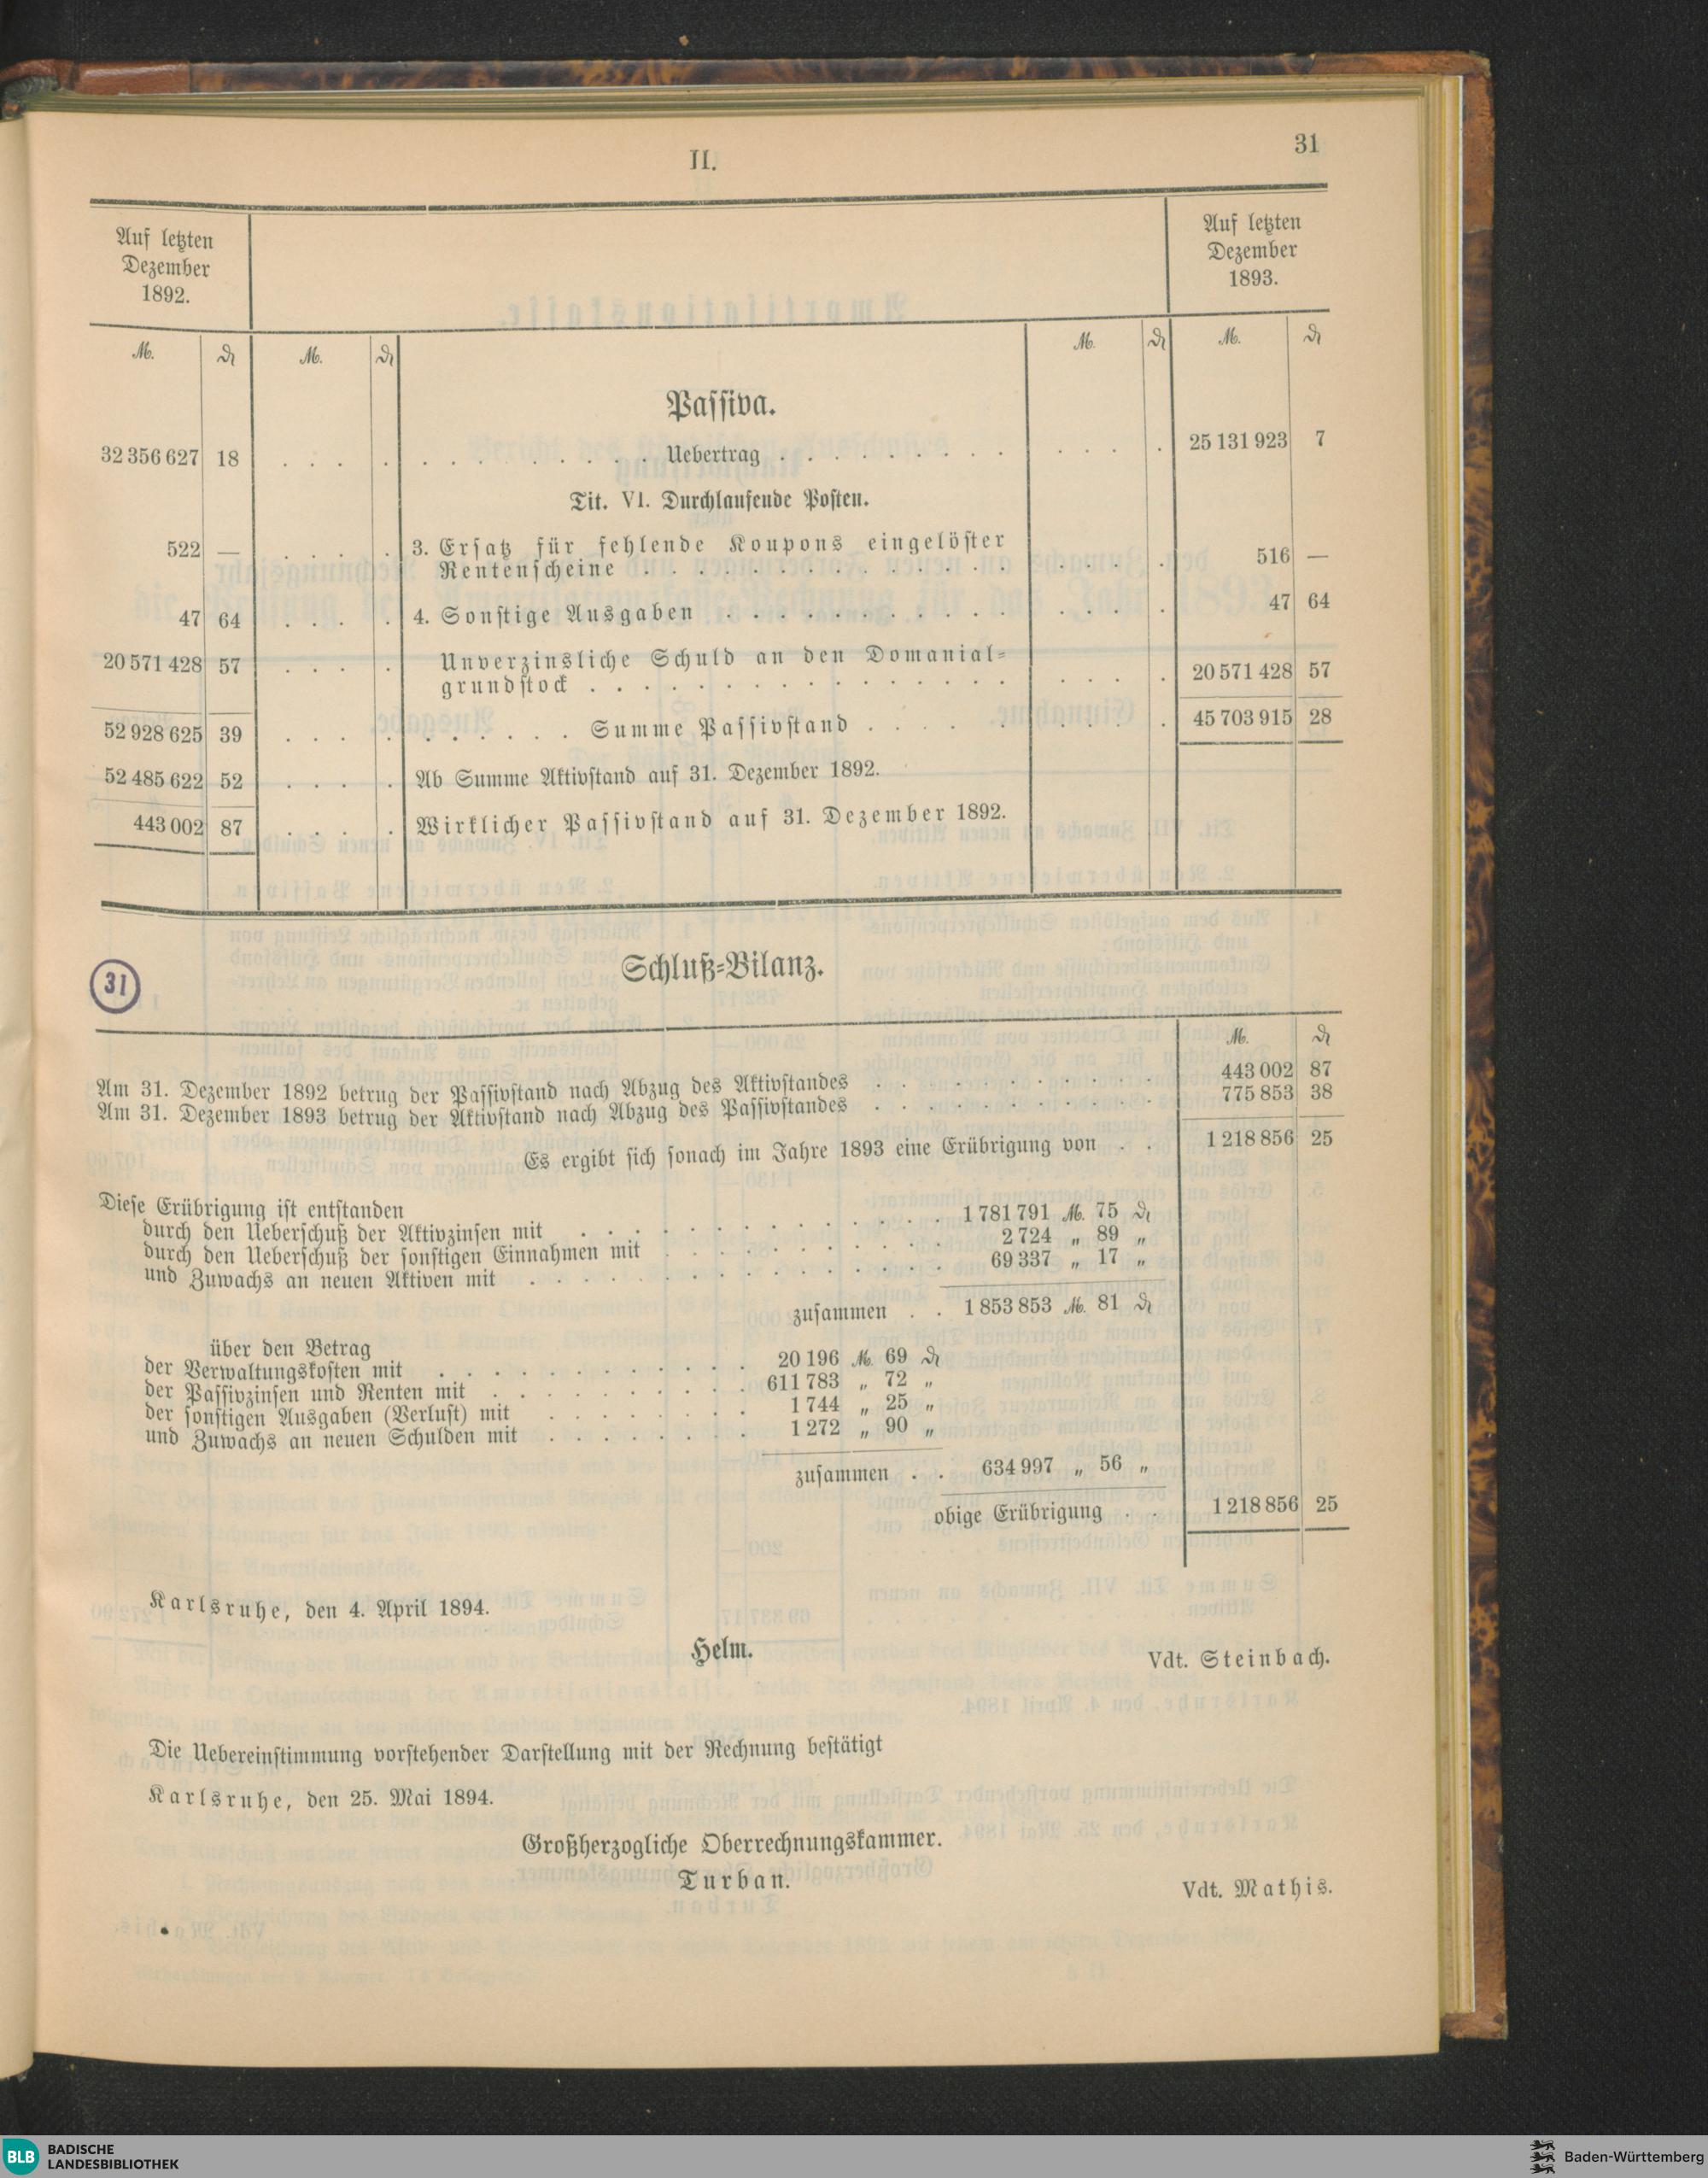 II.
31
Auf letzten
Dezember
1892.
Auf letzten
Dezember
1893.
M. ₰ M. ₰ M. ₰ M. ₰
Passiva.
32 356 627 18 . . . . . . . . . . . . . Uebertrag . . . . . . . . . . . . . 25 131 923 7
Tit. VI. Durchlaufende Posten.
522 — . . . . 3. Ersatz für fehlende Koupons eingelöster
Rentenscheine . . . . . . . . . . . . . . . . . . 516 —
47 64 . . . . 4. Sonstige Ausgaben . . . . . . . . . . . . . . . 47 64
20 571 428 57 . . . . Unverzinsliche Schuld an den Domanial-
grundstock . . . . . . . . . . . . . . . . . . . . 20 571 428 57
52 928 625 39 . . . . . . . . . . Summe Passivstand . . . . . . . . . . 45 703 915 28
52 485 622 52 . . . . Ab Summe Aktivstand auf 31. Dezember 1892.
443 002 87 . . . . Wirklicher Passivstand auf 31. Dezember 1892.
31
Schluß-Bilanz.
M. ₰
Am 31. Dezember 1892 betrug der Passivstand nach Abzug des Aktivstandes . . . . . . . . . . . 443 002 87
Am 31. Dezember 1893 betrug der Aktivstand nach Abzug des Passivstandes . . . . . . . . . . . 775 853 38
Es ergibt sich sonach im Jahre 1893 eine Erübrigung von . . 1 218 856 25
Diese Erübrigung ist entstanden
durch den Ueberschuß der Aktivzinsen mit . . . . . . . . . . . . . . 1 781 791 M. 75 ₰
durch den Ueberschuß der sonstigen Einnahmen mit . . . . . . . . . . . 2 724 „ 89 „
und Zuwachs an neuen Aktiven mit . . . . . . . . . . . . . . . . 69 337 „ 17 „
zusammen . . 1 853 853 M. 81 ₰
über den Betrag
der Verwaltungskosten mit . . . . . . . . . . . . 20 196 M. 69 ₰
der Passivzinsen und Renten mit . . . . . . . . . . 611 783 „ 72 „
der sonstigen Ausgaben (Verlust) mit . . . . . . . . 1 744 „ 25 „
und Zuwachs an neuen Schulden mit . . . . . . . . 1 272 „ 90 „
zusammen . . 634 997 „ 56 „
obige Erübrigung . . 1 218 856 25
Karlsruhe, den 4. April 1894.
Helm.
Vdt. Steinbach.
Die Uebereinstimmung vorstehender Darstellung mit der Rechnung bestätigt
Karlsruhe, den 25. Mai 1894.
Großherzogliche Oberrechnungskammer.
Turban.
Vdt. Mathis.
BLB BADISCHE
LANDESBIBLIOTHEK
Baden-Württemberg